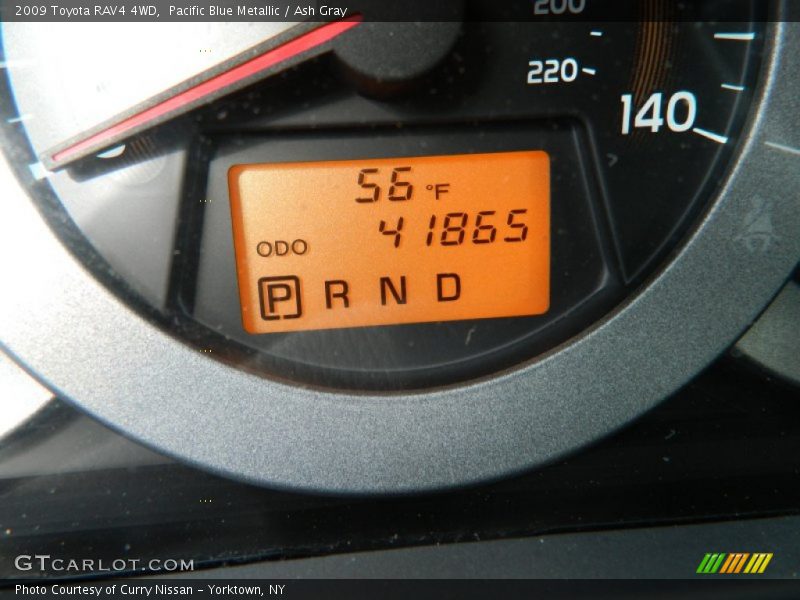 2009 Toyota RAV4 4WD, Pacific Blue Metallic / Ash Gray
200
220
140
56 °F
ODO 41865
P R N D
GTCARLOT.COM
Photo Courtesy of Curry Nissan - Yorktown, NY